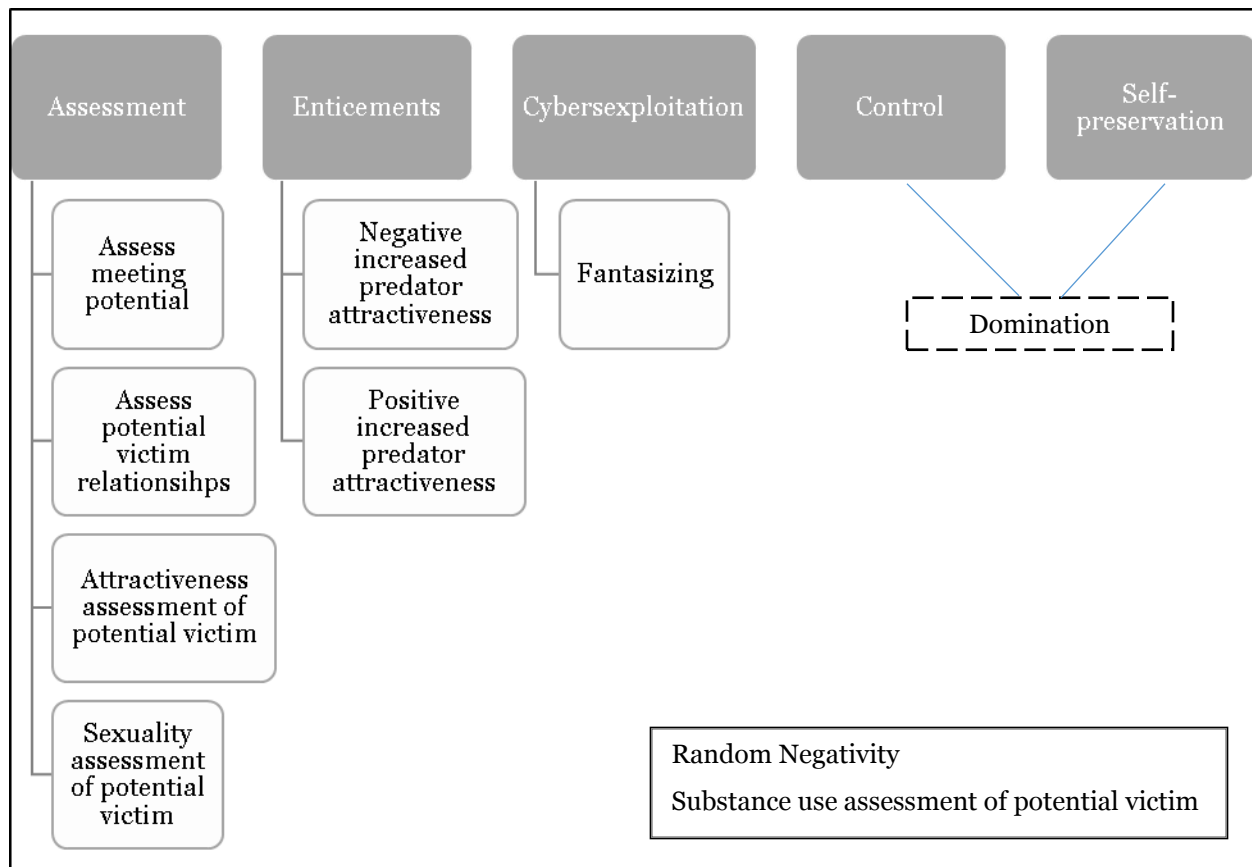 Assessment
Enticements
Cybersexploitation
Control
Self-
preservation
Assess
meeting
potential
Assess
potential
victim
relationsihps
Attractiveness
assessment of
potential victim
Sexuality
assessment
of potential
victim
Negative
increased
predator
attractiveness
Positive
increased
predator
attractiveness
Fantasizing
Domination
Random Negativity
Substance use assessment of potential victim